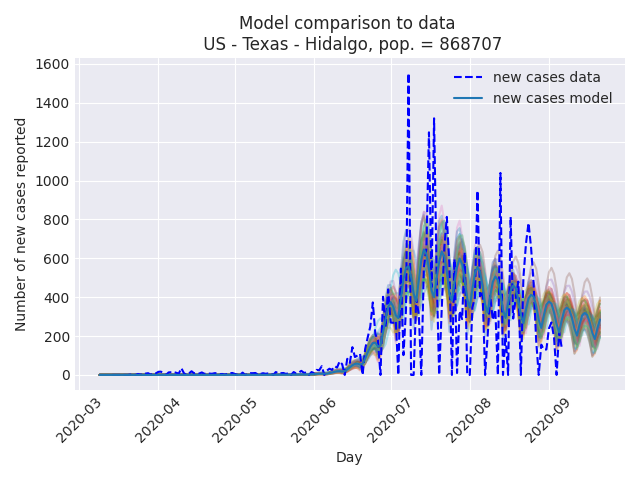 Model comparison to data
US - Texas - Hidalgo, pop. = 868707
new cases data
new cases model
Number of new cases reported
1600
1400
1200
1000
800
600
400
200
0
2020-03
2020-04
2020-05
2020-06
2020-07
2020-08
2020-09
Day